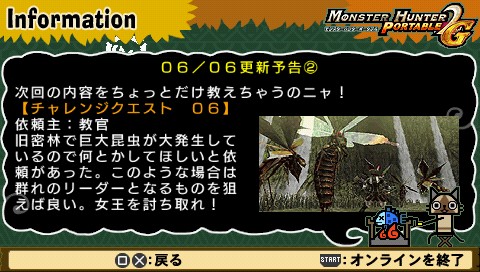 Information
MONSTER HUNTER
PORTABLE 2nd G
06/06更新予告②
次回の内容をちょっとだけ教えちゃうのニャ！
【チャレンジクエスト 06】
依頼主：教官
旧密林で巨大昆虫が大発生して
いるので何とかしてほしいと依
頼があった。このような場合は
群れのリーダーとなるものを狙
えば良い。女王を討ち取れ！
○×:戻る
START:オンラインを終了